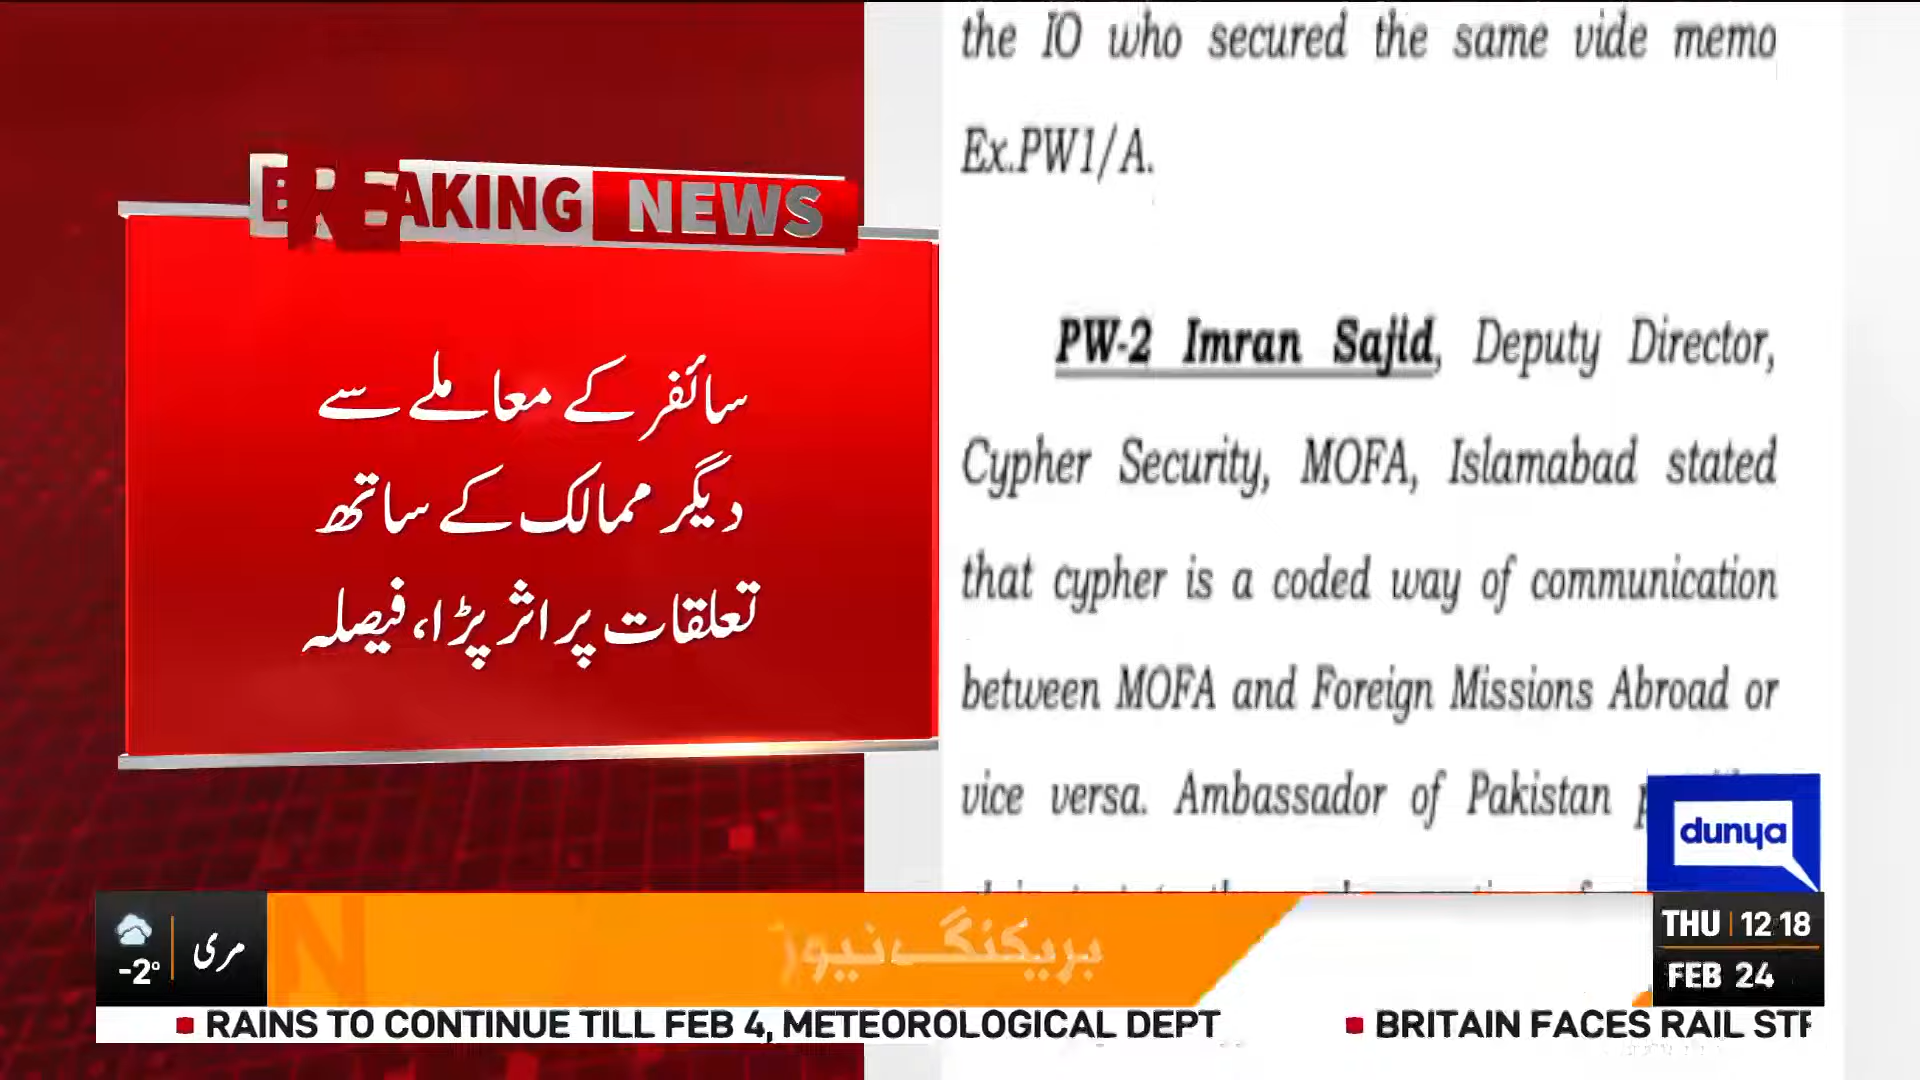 BREAKING NEWS
سائفر کے معاملے سے
دیگر ممالک کے ساتھ
تعلقات پر اثر پڑا، فیصلہ
the IO who secured the same vide memo
Ex.PW1/A.
PW-2 Imran Sajid, Deputy Director,
Cypher Security, MOFA, Islamabad stated
that cypher is a coded way of communication
between MOFA and Foreign Missions Abroad or
vice versa. Ambassador of Pakistan
dunya
مری
-2°
بریکنگ نیوز
THU 12:18
FEB 24
RAINS TO CONTINUE TILL FEB 4, METEOROLOGICAL DEPT
BRITAIN FACES RAIL